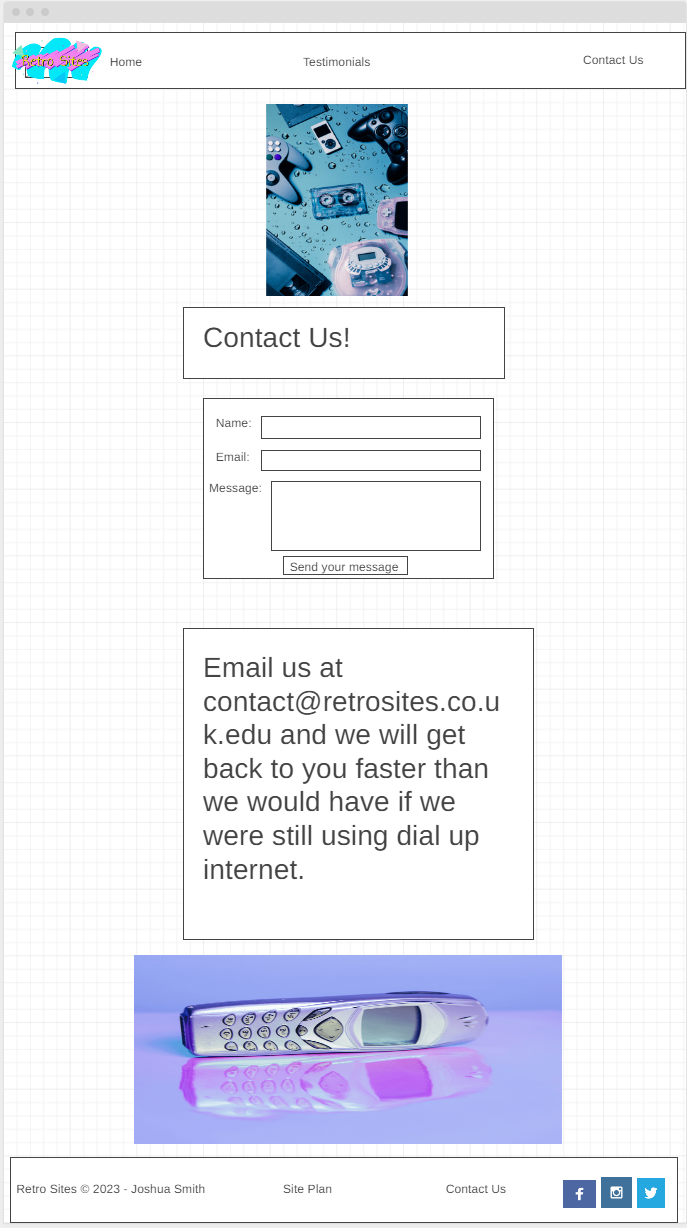 Retro Sites
Home
Testimonials
Contact Us
Contact Us!
Name:
Email:
Message:
Send your message
Email us at
contact@retrosites.co.u
k.edu and we will get
back to you faster than
we would have if we
were still using dial up
internet.
Retro Sites © 2023 - Joshua Smith
Site Plan
Contact Us